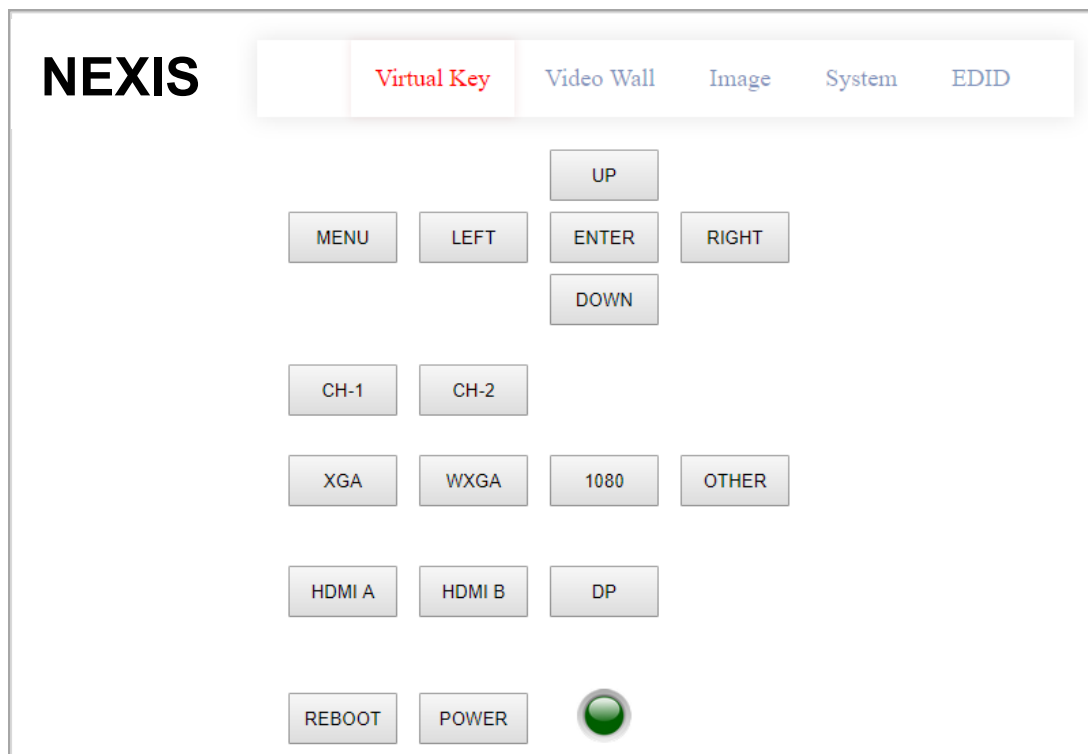 NEXIS
Virtual Key Video Wall Image System EDID
UP
MENU LEFT ENTER RIGHT
DOWN
CH-1 CH-2
XGA WXGA 1080 OTHER
HDMI A HDMI B DP
REBOOT POWER